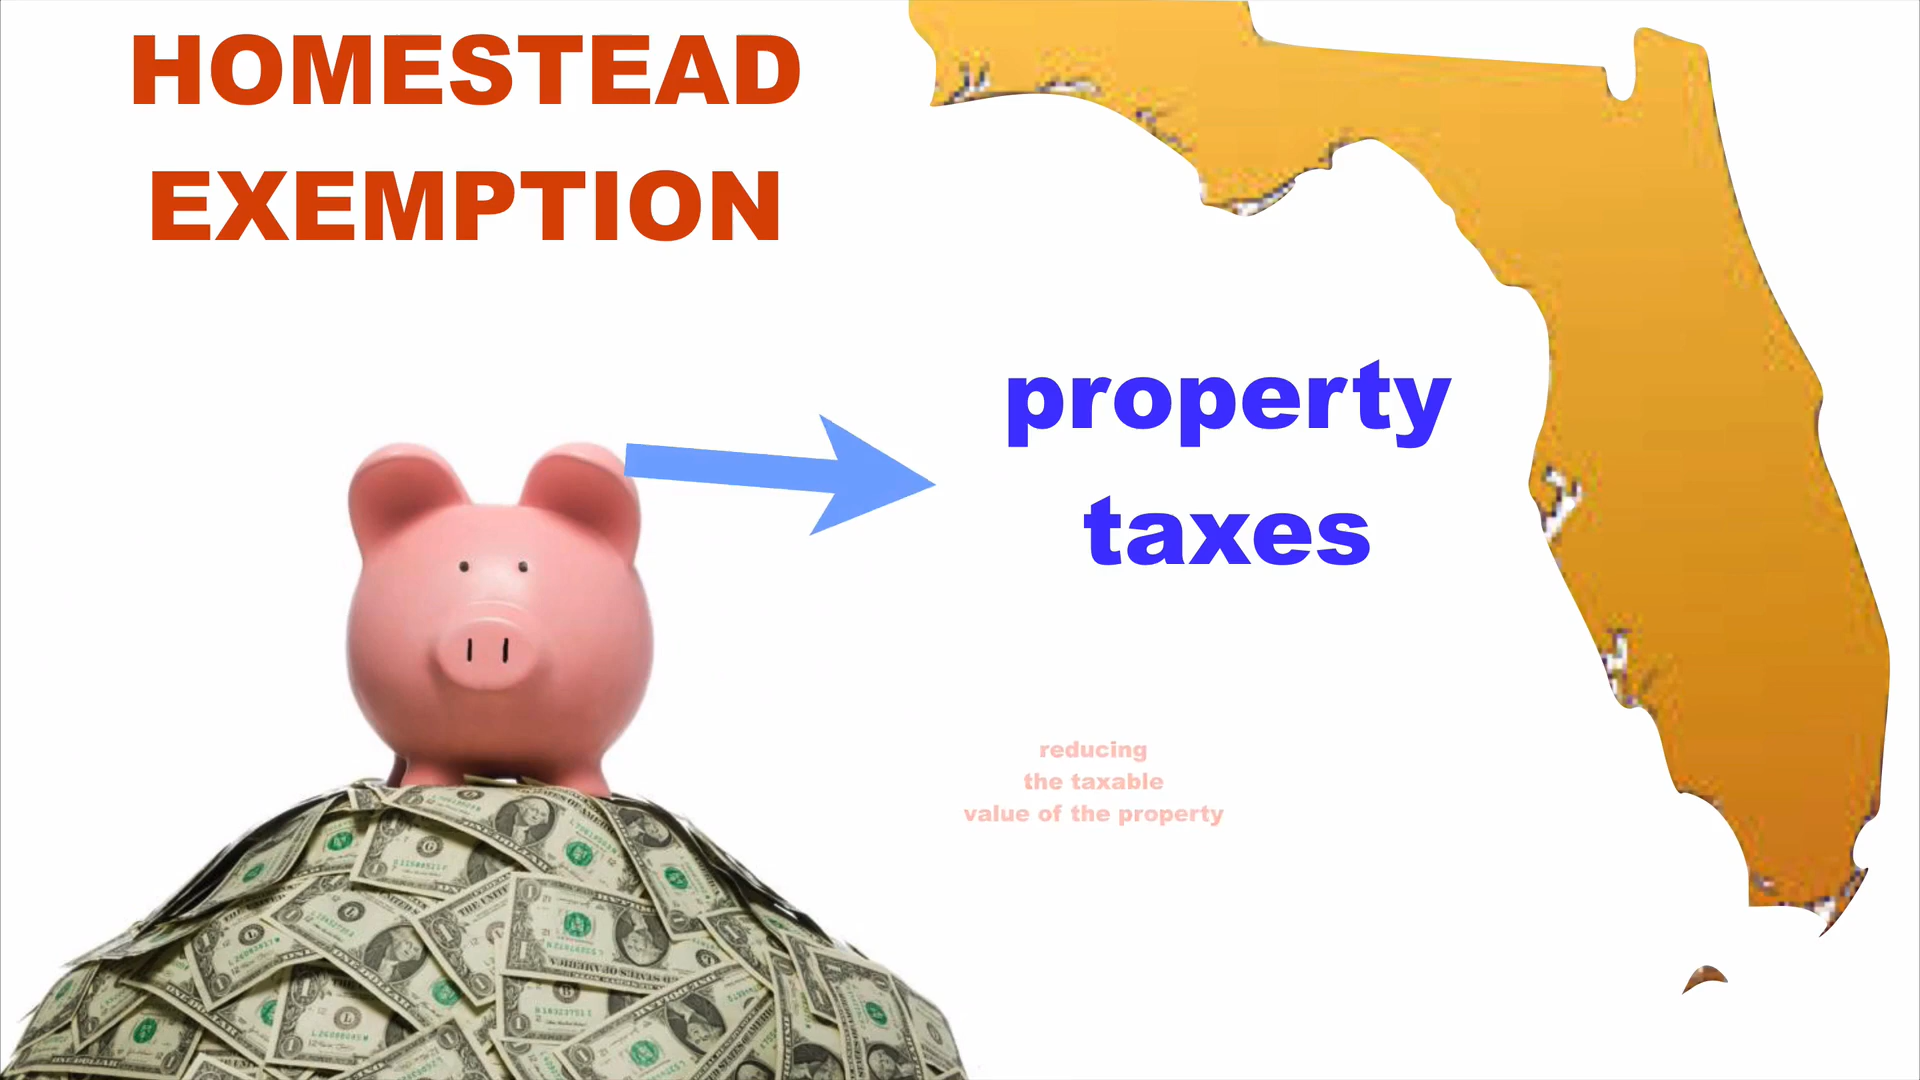 HOMESTEAD
EXEMPTION
property
taxes
reducing
the taxable
value of the property